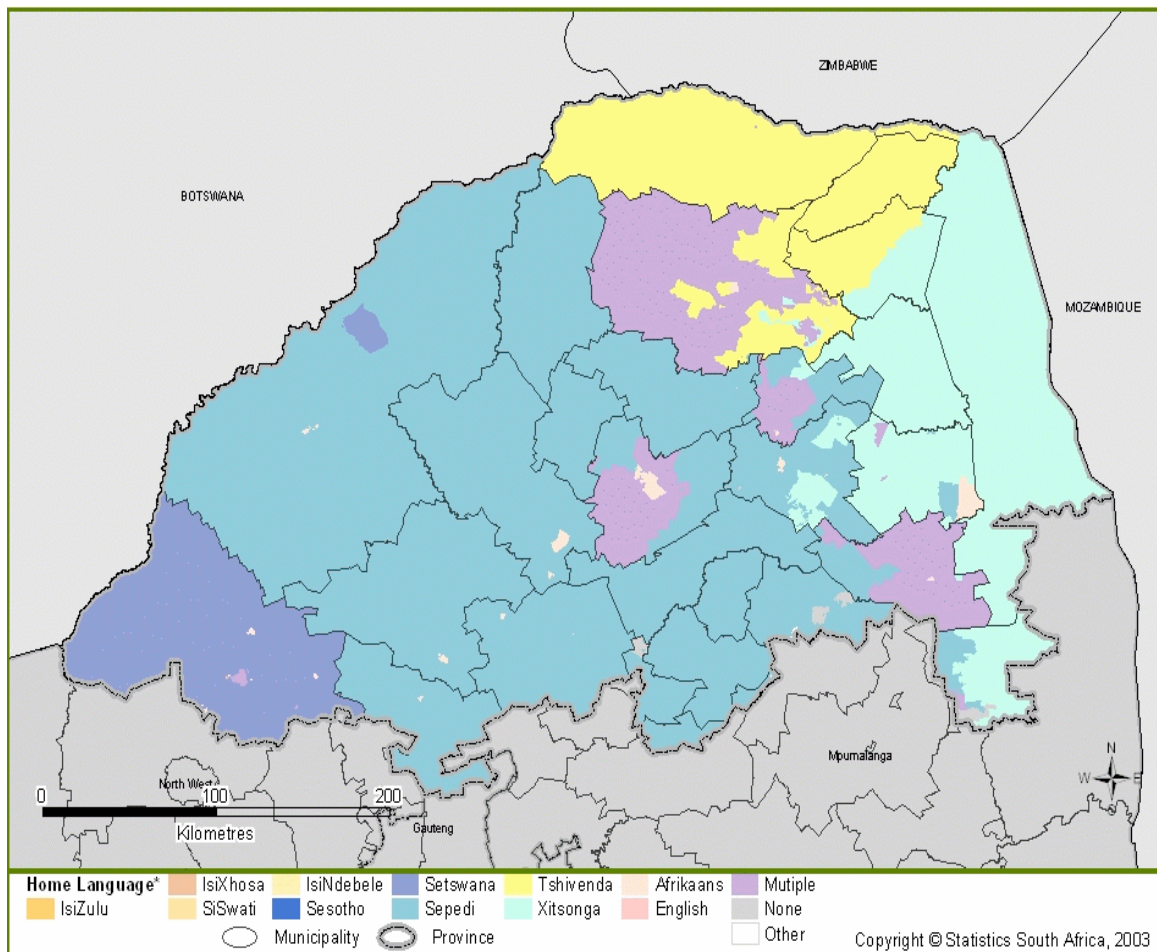 ZIMBABWE
BOTSWANA
MOZAMBIQUE
Mpumalanga
N
W E
S
North West
0 100 200
Kilometres
Gauteng
Home Language* IsiXhosa IsiNdebele Setswana Tshivenda Afrikaans Mutiple
IsiZulu SiSwati Sesotho Sepedi Xitsonga English None
Municipality Province Other
Copyright © Statistics South Africa, 2003